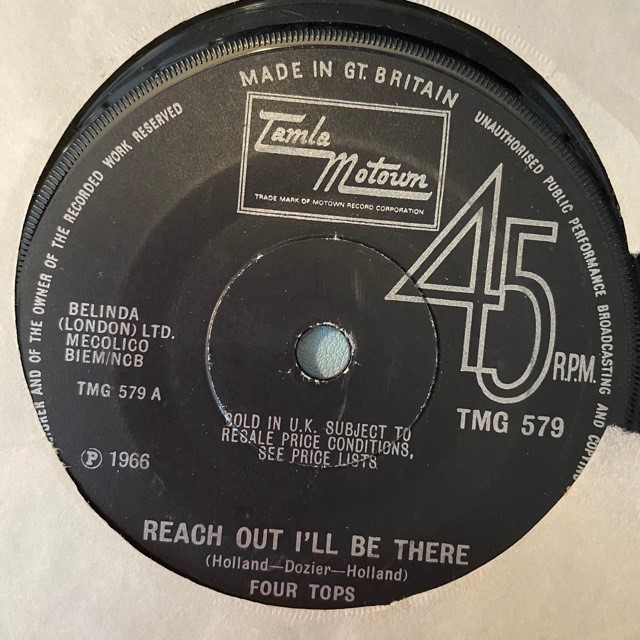 MADE IN GT. BRITAIN
Tamla
Motown
TRADE MARK OF MOTOWN RECORD CORPORATION
UNAUTHORISED PUBLIC PERFORMANCE BROADCASTING AND
AND OF THE OWNER OF THE RECORDED WORK RESERVED
45
R.P.M.
BELINDA
(LONDON) LTD.
MECOLICO
BIEM/NCB
TMG 579 A
TMG 579
SOLD IN U.K. SUBJECT TO
RESALE PRICE CONDITIONS,
SEE PRICE LISTS
℗ 1966
REACH OUT I'LL BE THERE
(Holland—Dozier—Holland)
FOUR TOPS